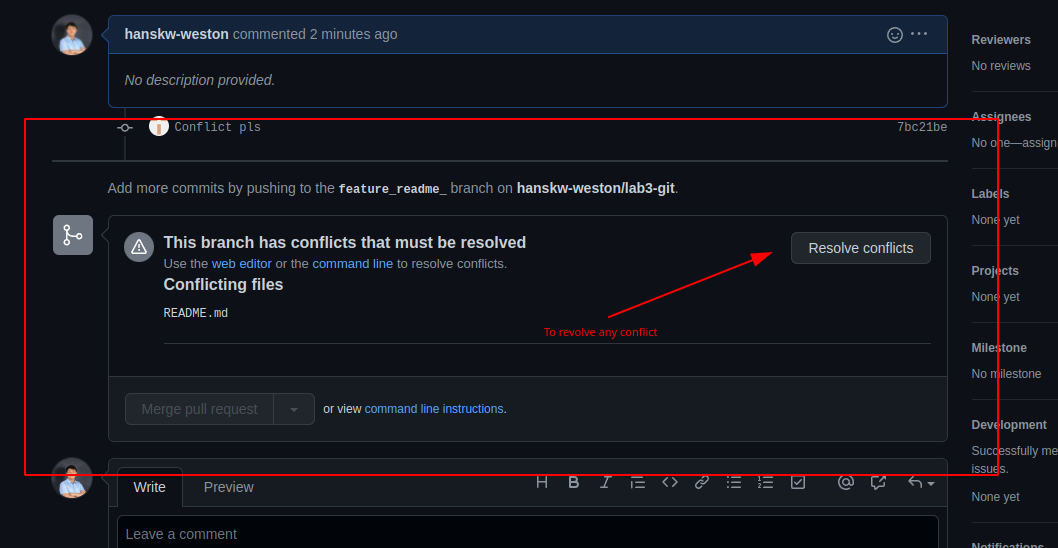 hanskw-weston commented 2 minutes ago
No description provided.
Conflict pls
7bc21be
Add more commits by pushing to the feature_readme_ branch on hanskw-weston/lab3-git.
This branch has conflicts that must be resolved
Use the web editor or the command line to resolve conflicts.
Resolve conflicts
Conflicting files
README.md
To revolve any conflict
Merge pull request
or view command line instructions.
Write
Preview
Leave a comment
Reviewers
No reviews
Assignees
No one—assign
Labels
None yet
Projects
None yet
Milestone
No milestone
Development
Successfully me
issues.
None yet
Notifications